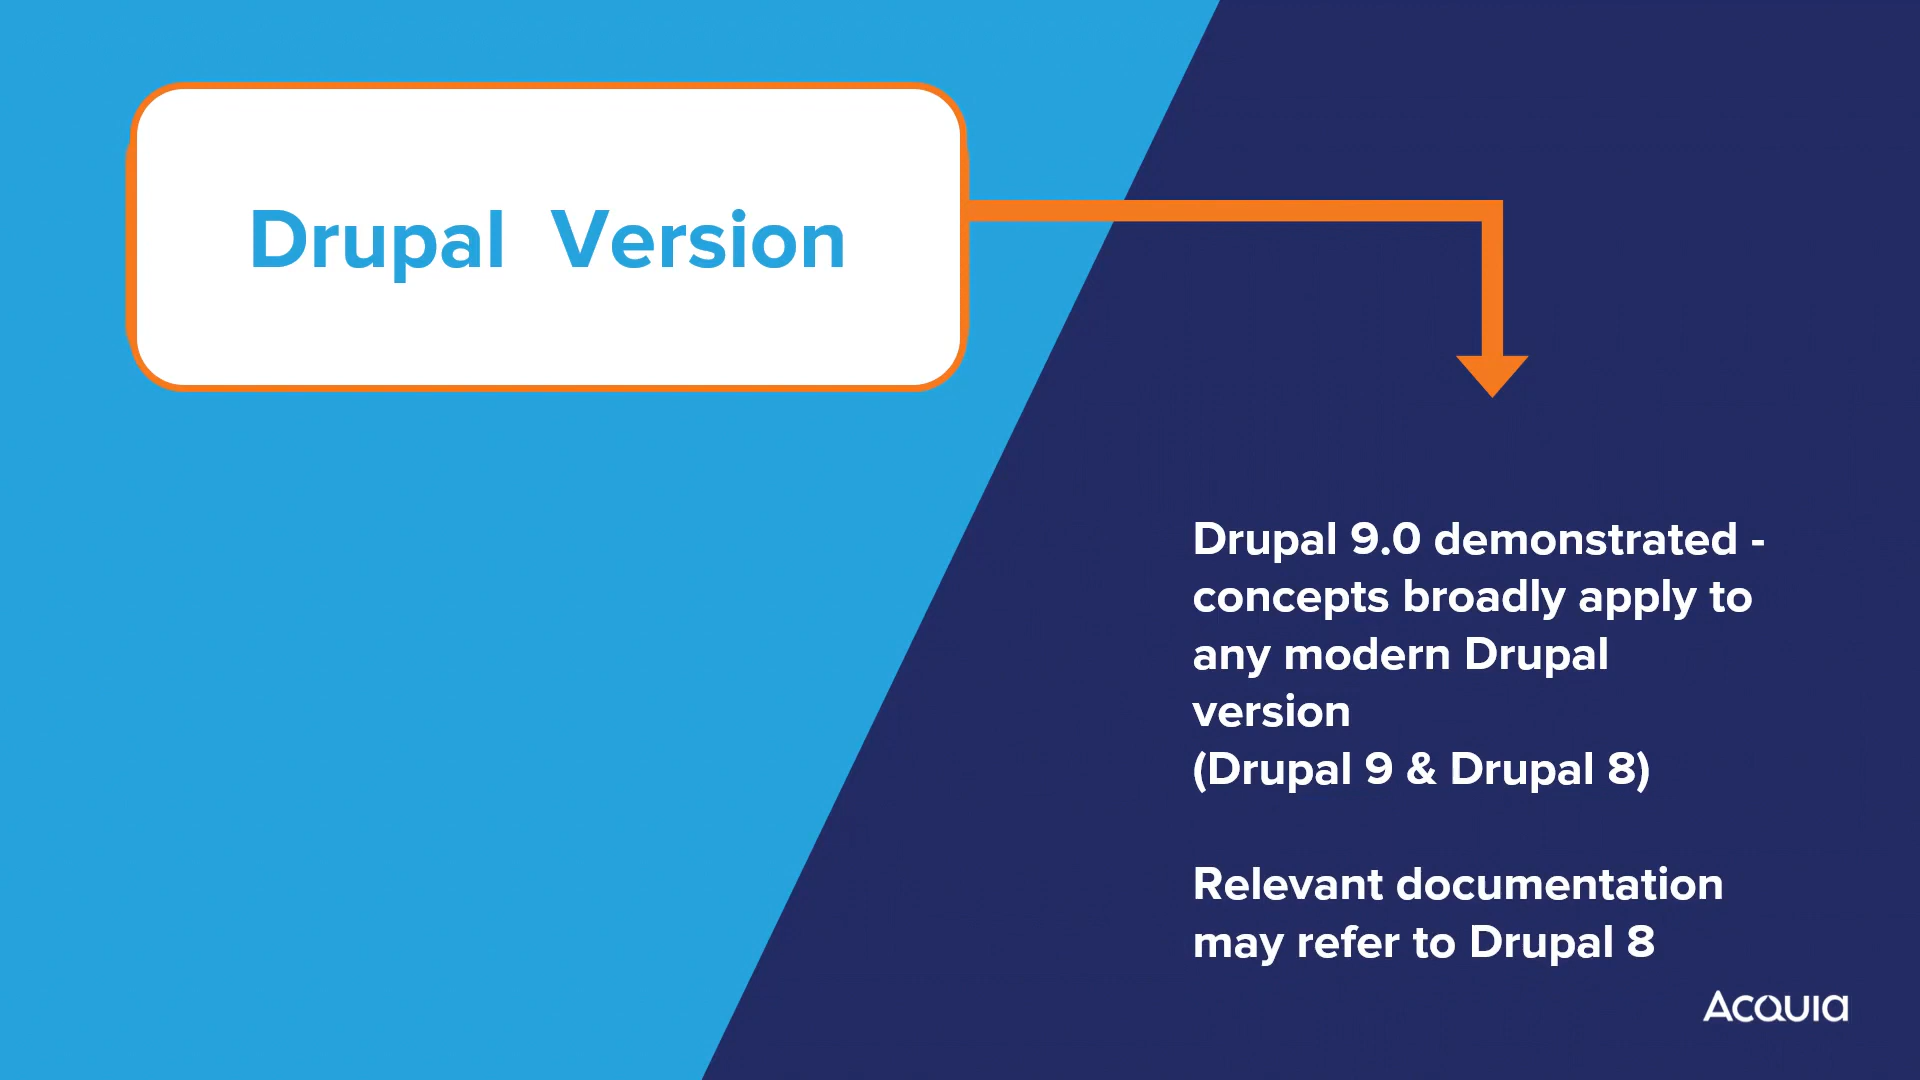 Drupal Version
Drupal 9.0 demonstrated -
concepts broadly apply to
any modern Drupal
version
(Drupal 9 & Drupal 8)
Relevant documentation
may refer to Drupal 8
Acquia